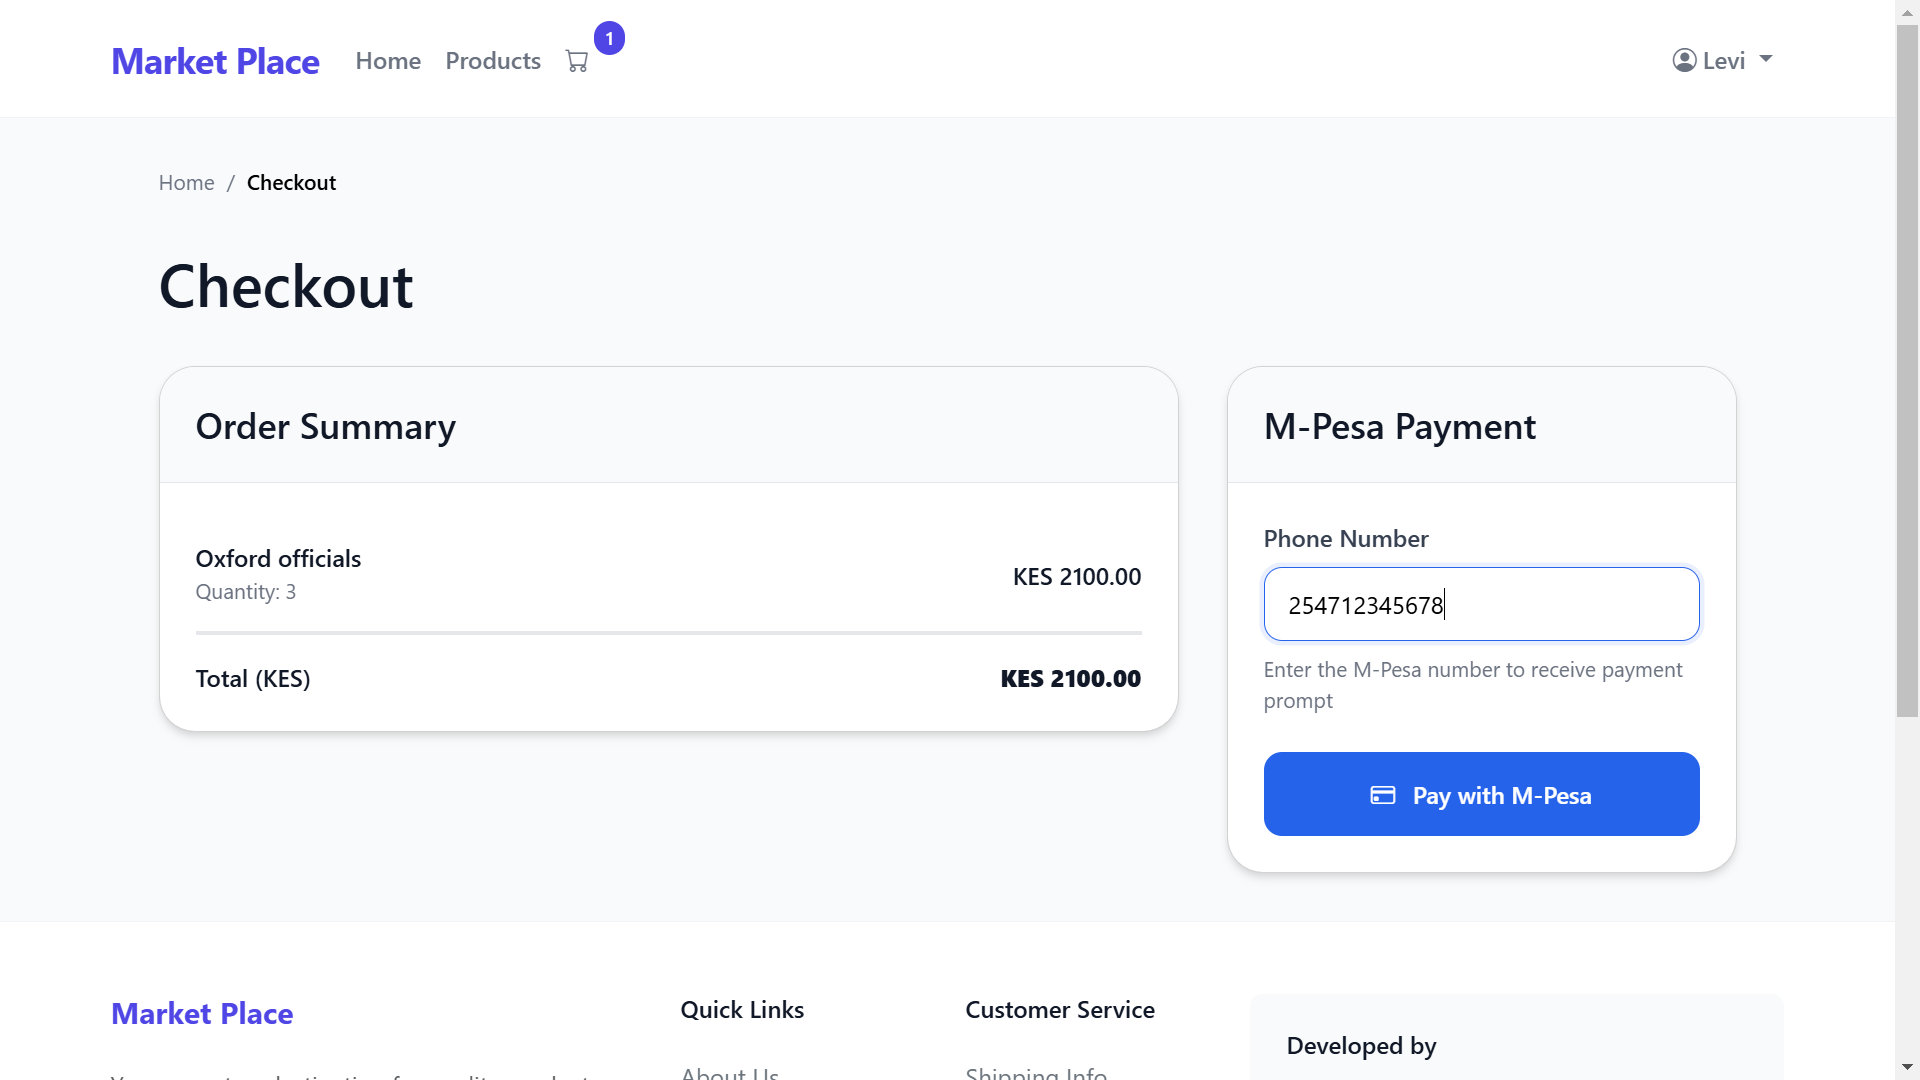 Market Place Home Products 1 Levi
Home / Checkout
Checkout
Order Summary
Oxford officials
Quantity: 3
KES 2100.00
Total (KES) KES 2100.00
M-Pesa Payment
Phone Number
254712345678
Enter the M-Pesa number to receive payment
prompt
Pay with M-Pesa
Market Place
Quick Links
About Us
Customer Service
Shipping Info
Developed by